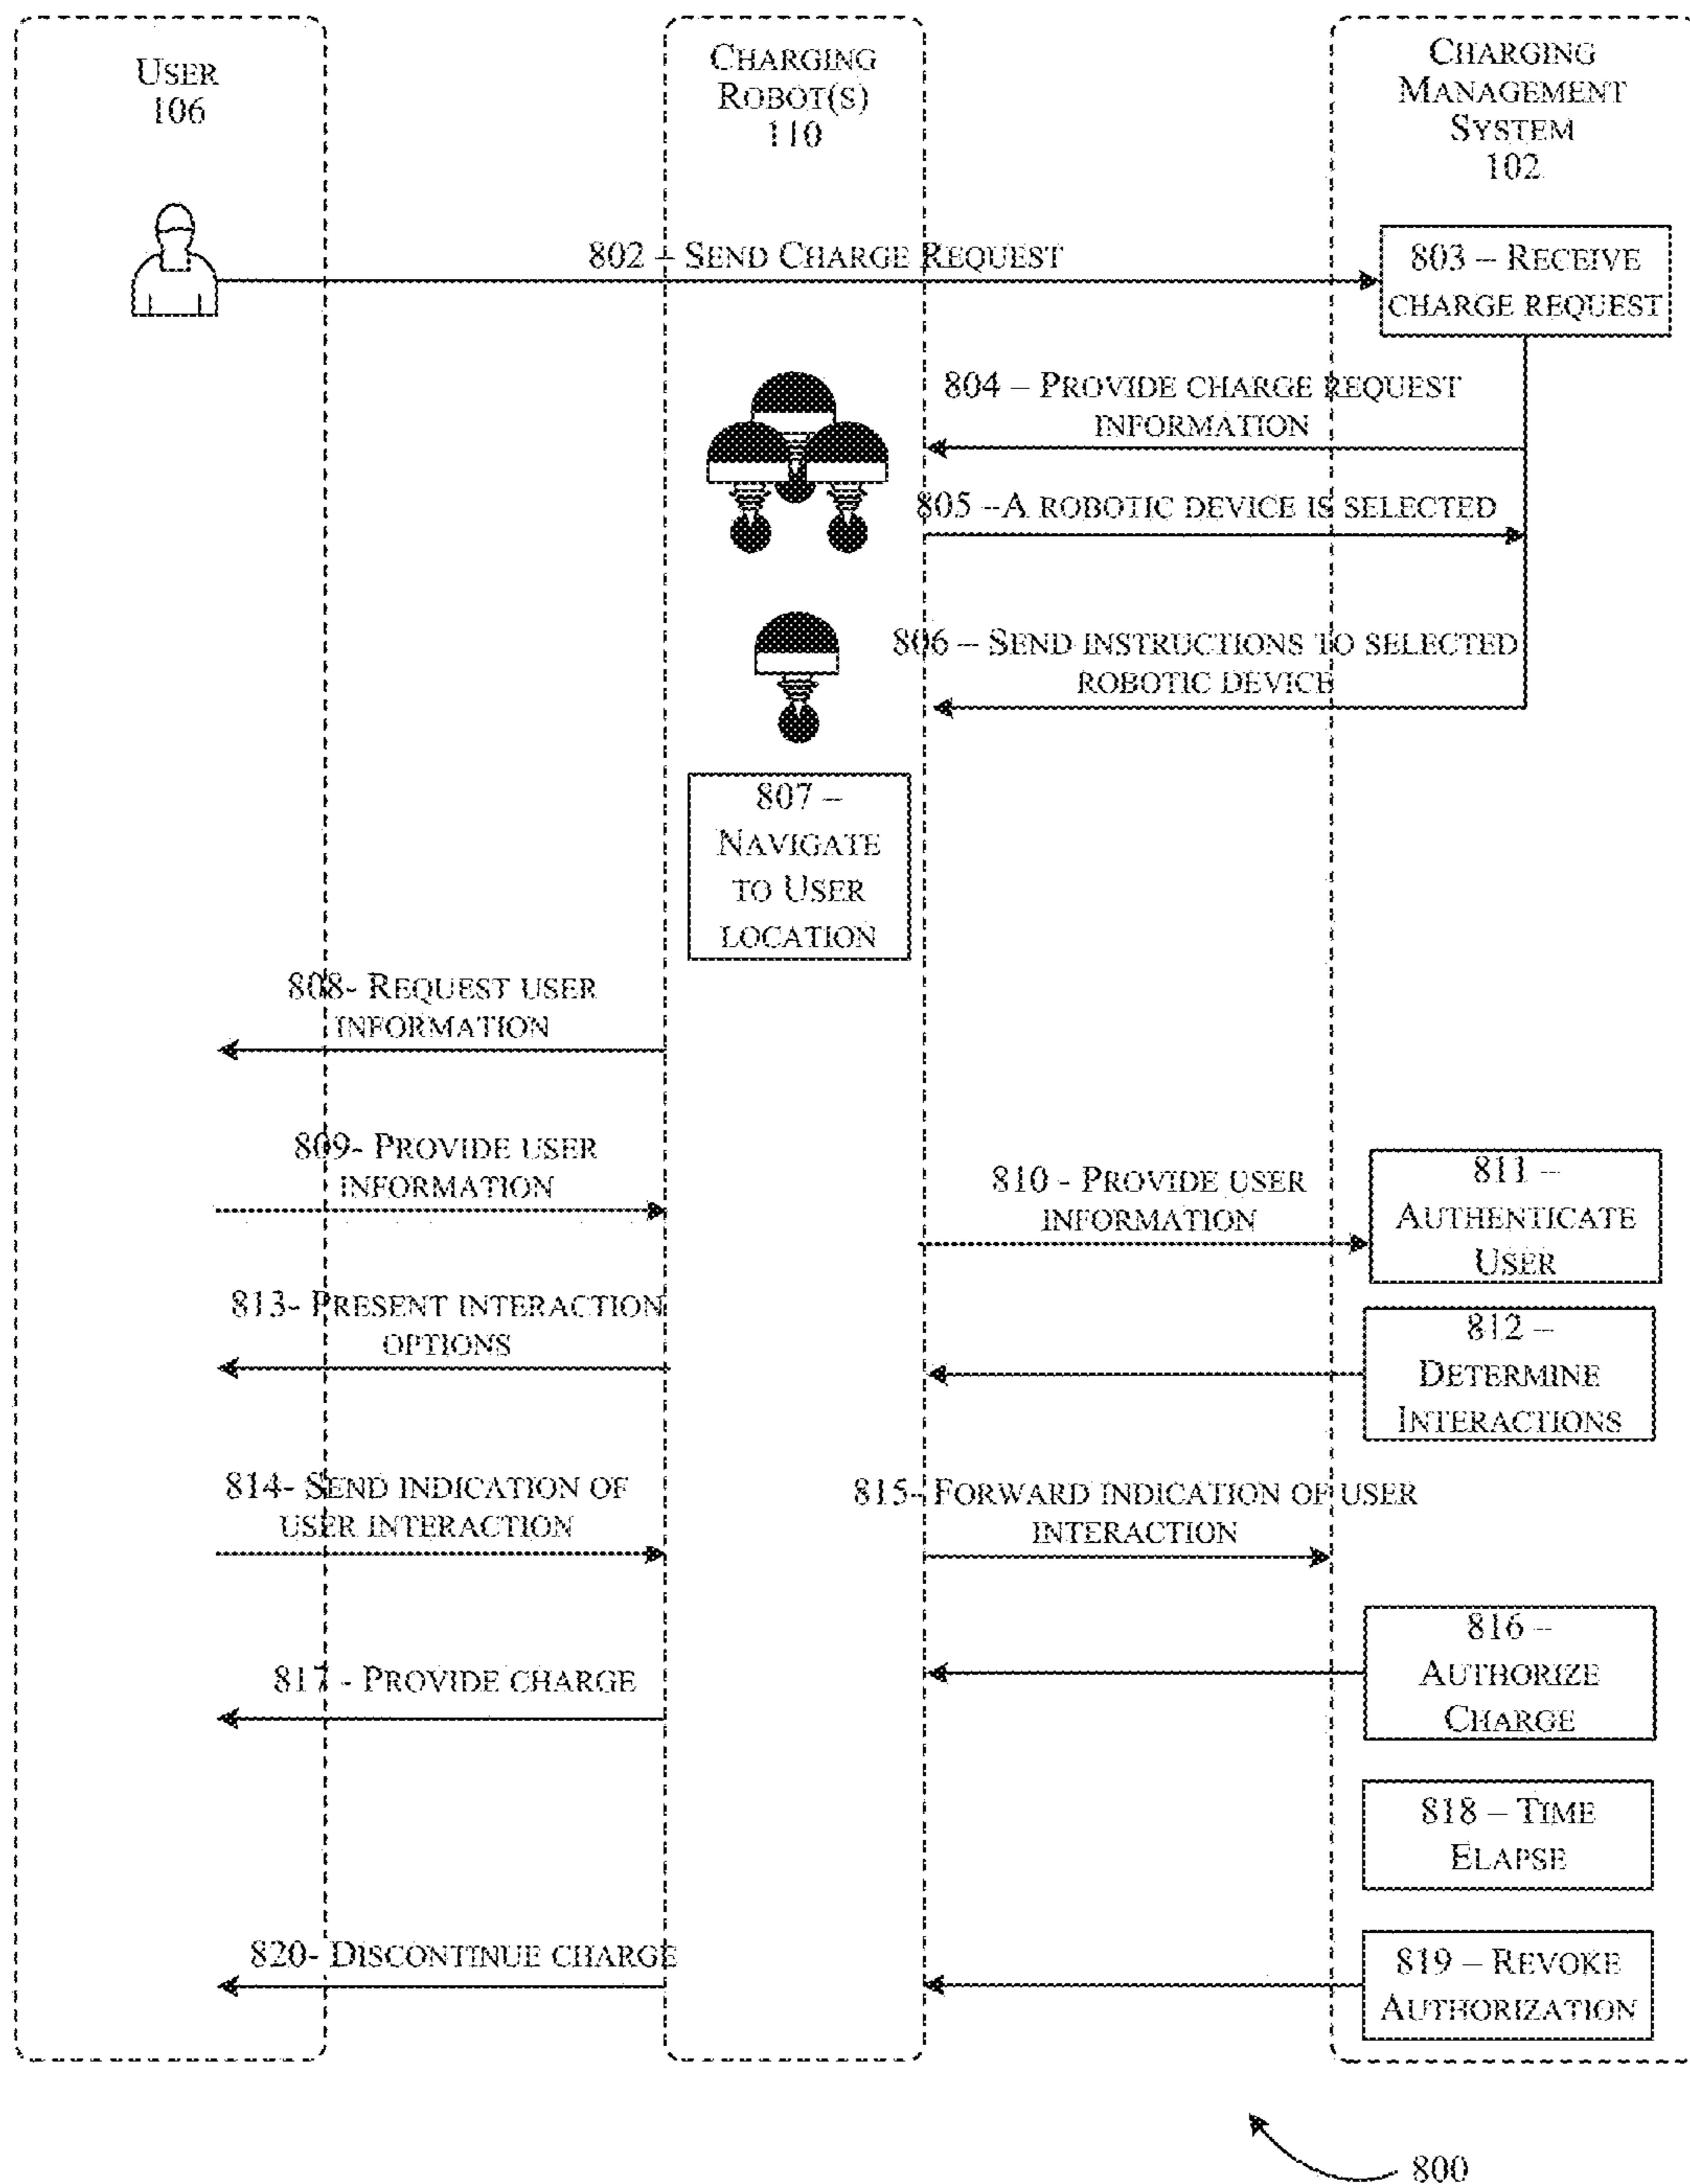 USER
106
CHARGING
ROBOT(S)
110
CHARGING
MANAGEMENT
SYSTEM
102
802 – SEND CHARGE REQUEST
803 – RECEIVE
CHARGE REQUEST
804 – PROVIDE CHARGE REQUEST
INFORMATION
805 –A ROBOTIC DEVICE IS SELECTED
806 – SEND INSTRUCTIONS TO SELECTED
ROBOTIC DEVICE
807 –
NAVIGATE
TO USER
LOCATION
808- REQUEST USER
INFORMATION
809- PROVIDE USER
INFORMATION
810 - PROVIDE USER
INFORMATION
811 –
AUTHENTICATE
USER
813- PRESENT INTERACTION
OPTIONS
812 –
DETERMINE
INTERACTIONS
814- SEND INDICATION OF
USER INTERACTION
815- FORWARD INDICATION OF USER
INTERACTION
816 –
AUTHORIZE
CHARGE
817 - PROVIDE CHARGE
818 – TIME
ELAPSE
820- DISCONTINUE CHARGE
819 – REVOKE
AUTHORIZATION
800